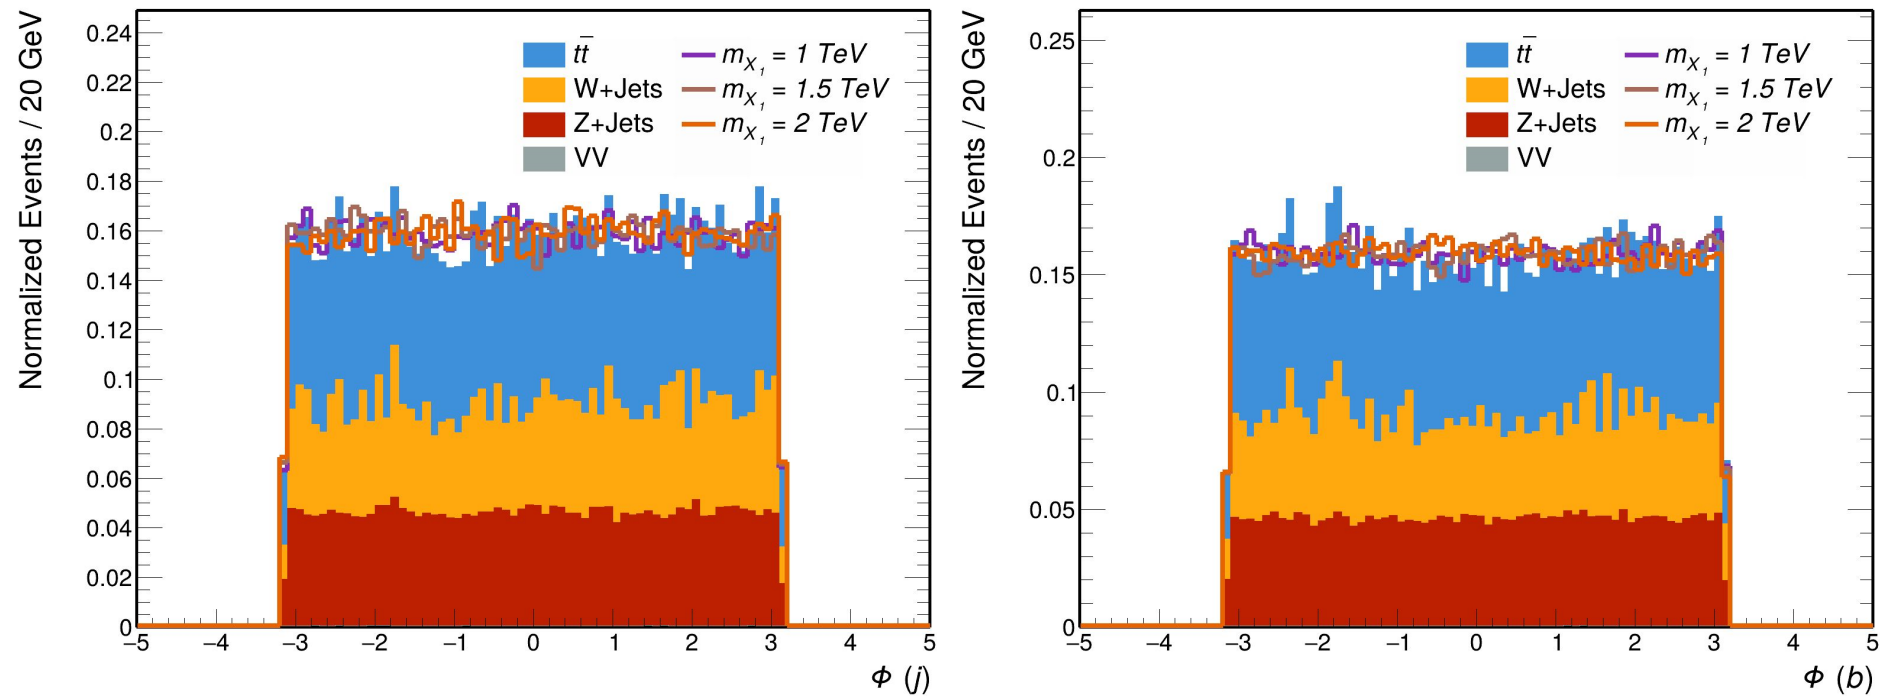 Normalized Events / 20 GeV
0.24
0.22
0.2
0.18
0.16
0.14
0.12
0.1
0.08
0.06
0.04
0.02
0
tt̅ m_{X_1} = 1 TeV
W+Jets m_{X_1} = 1.5 TeV
Z+Jets m_{X_1} = 2 TeV
VV
−5 −4 −3 −2 −1 0 1 2 3 4 5
Φ (j)
Normalized Events / 20 GeV
0.25
0.2
0.15
0.1
0.05
0
tt̅ m_{X_1} = 1 TeV
W+Jets m_{X_1} = 1.5 TeV
Z+Jets m_{X_1} = 2 TeV
VV
−5 −4 −3 −2 −1 0 1 2 3 4 5
Φ (b)